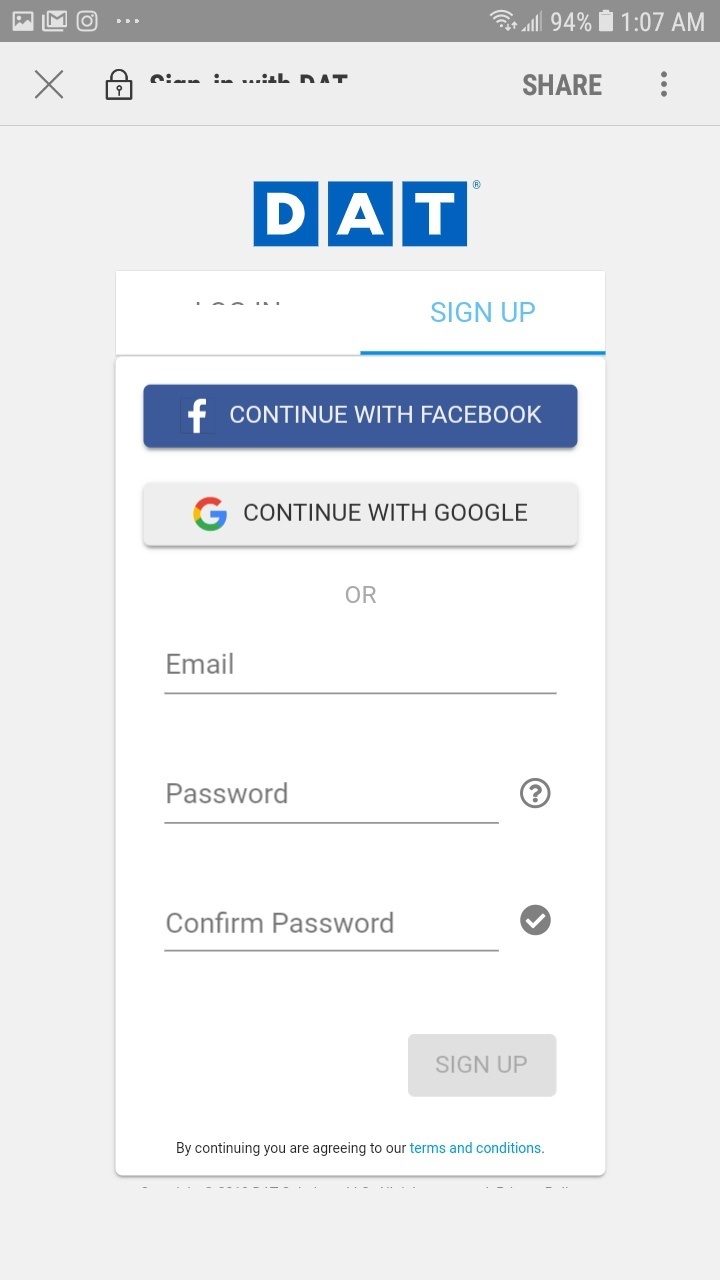 94% 1:07 AM
Sign-in with DAT
SHARE
DAT®
LOG IN
SIGN UP
f CONTINUE WITH FACEBOOK
G CONTINUE WITH GOOGLE
OR
Email
Password
?
Confirm Password
SIGN UP
By continuing you are agreeing to our terms and conditions.